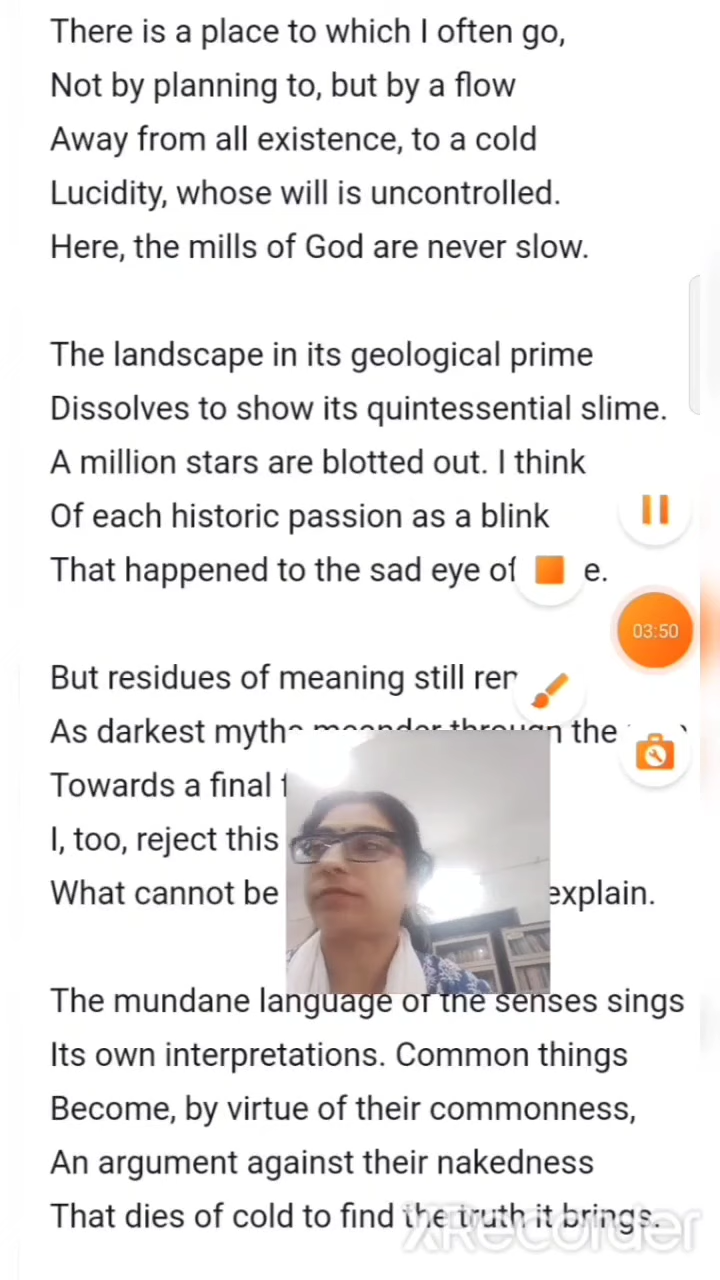 There is a place to which I often go,
Not by planning to, but by a flow
Away from all existence, to a cold
Lucidity, whose will is uncontrolled.
Here, the mills of God are never slow.
The landscape in its geological prime
Dissolves to show its quintessential slime.
A million stars are blotted out. I think
Of each historic passion as a blink
That happened to the sad eye of
03:50
But residues of meaning still
As darkest through the
Towards a final
I, too, reject this
What cannot be explain.
The mundane language of the senses sings
Its own interpretations. Common things
Become, by virtue of their commonness,
An argument against their nakedness
That dies of cold to find the truth it brings.
XRecorder